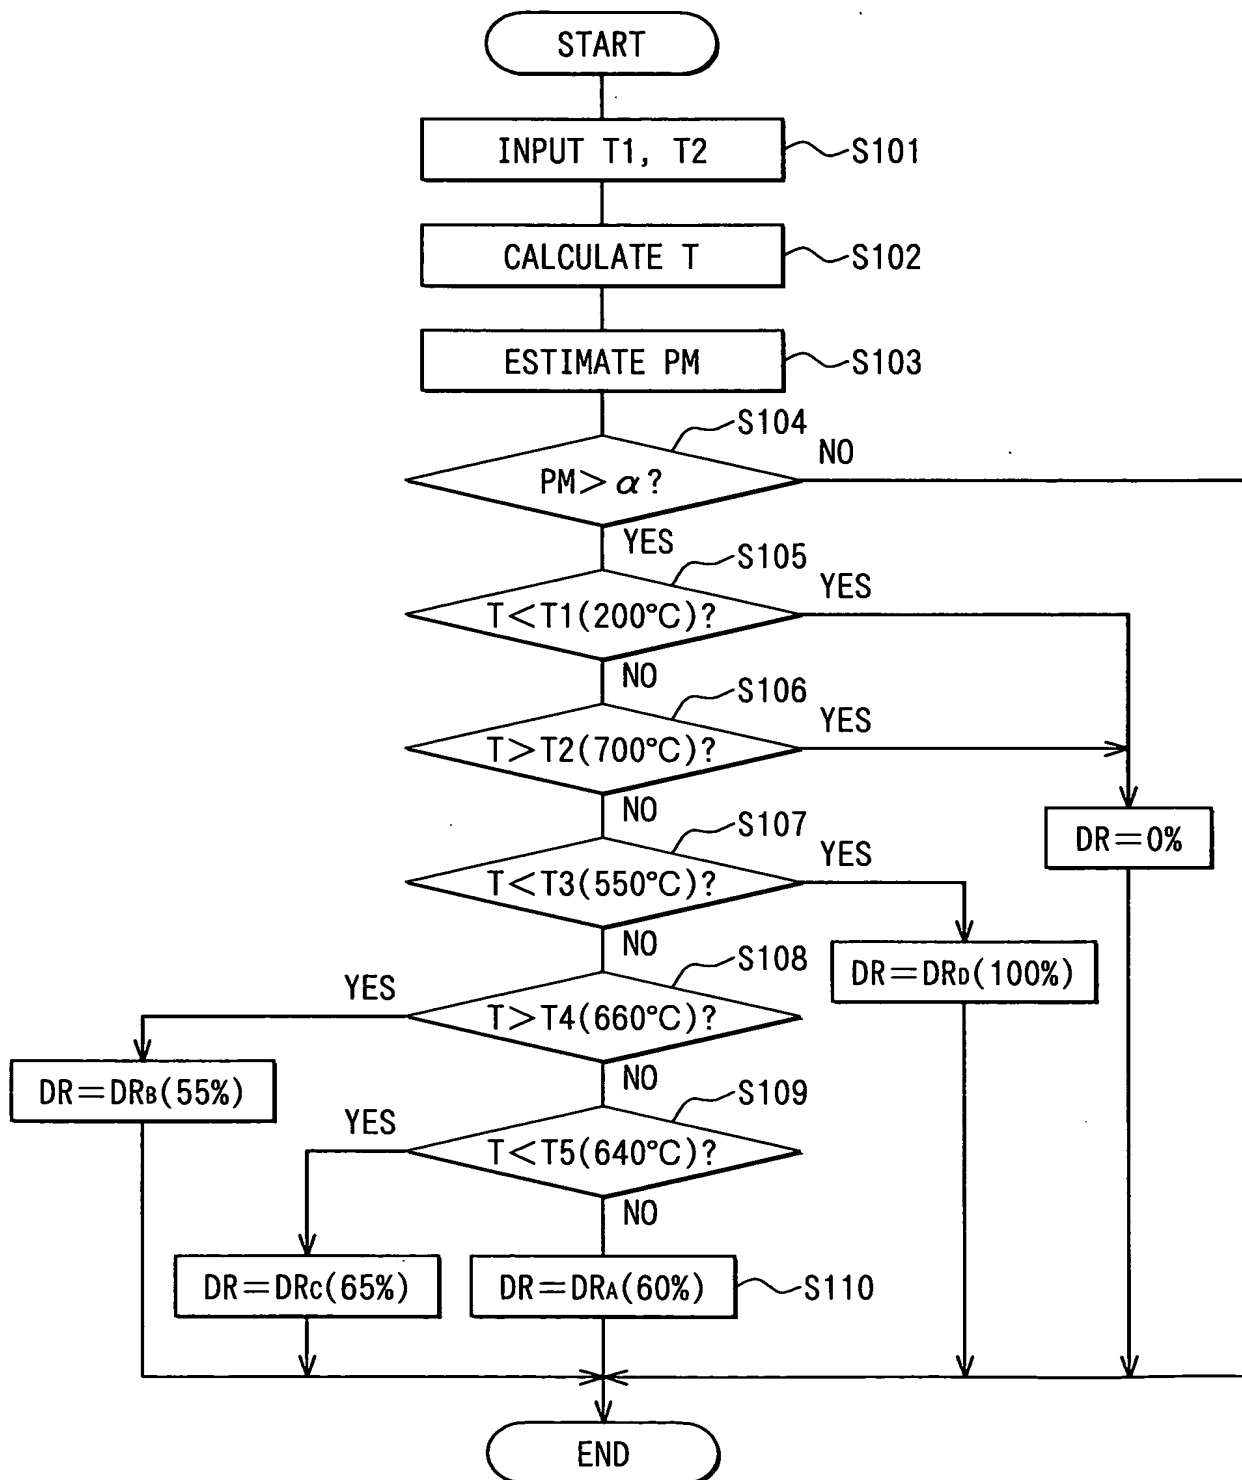 START
INPUT T1, T2
S101
CALCULATE T
S102
ESTIMATE PM
S103
S104
PM>α?
NO
YES
S105
T<T1(200°C)?
YES
NO
S106
T>T2(700°C)?
YES
NO
DR=0%
S107
T<T3(550°C)?
YES
NO
DR=DRD(100%)
S108
T>T4(660°C)?
YES
NO
DR=DRB(55%)
S109
T<T5(640°C)?
YES
NO
DR=DRC(65%)
DR=DRA(60%)
S110
END